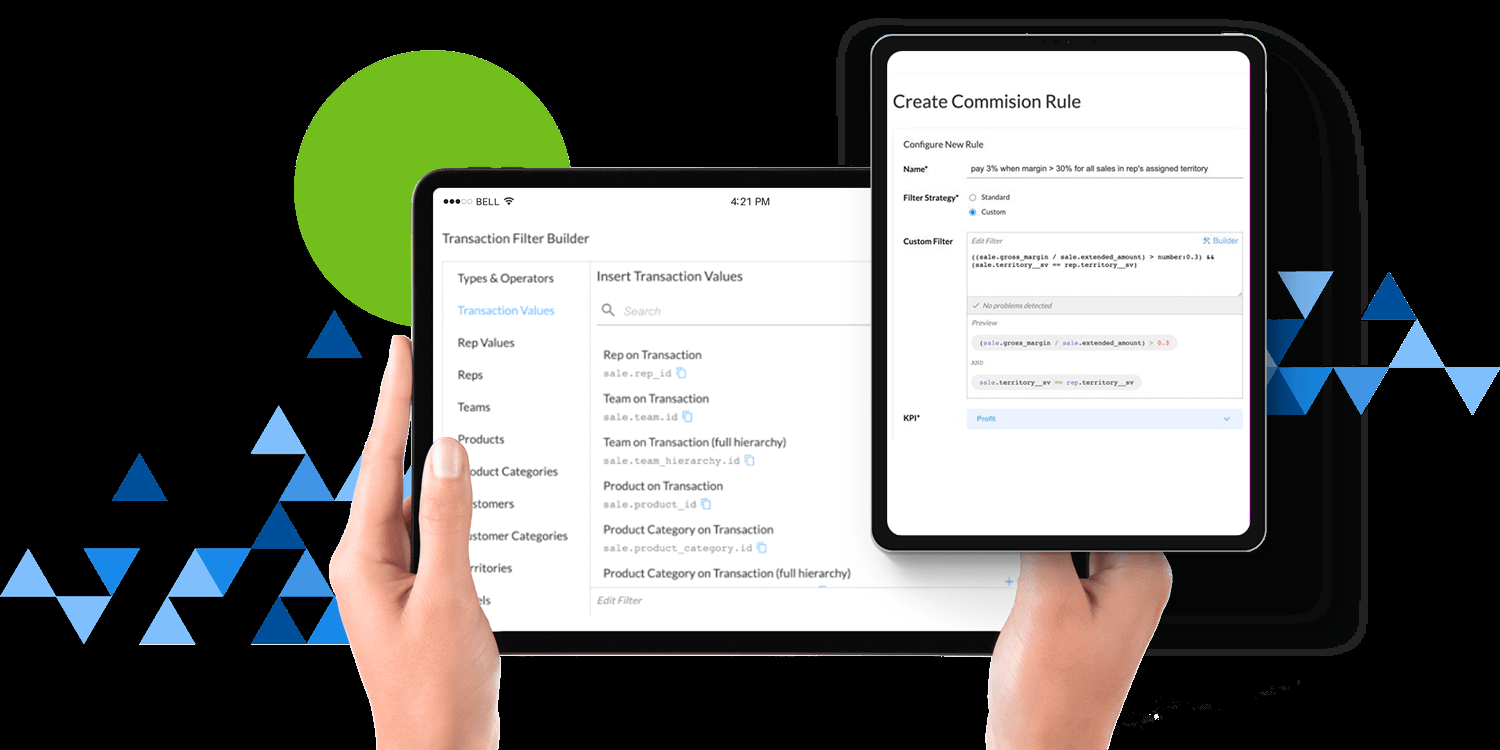 BELL
4:21 PM
Transaction Filter Builder
Types & Operators
Transaction Values
Rep Values
Reps
Teams
Products
oduct Categories
stomers
ustomer Categories
rritories
els
Insert Transaction Values
Search
Rep on Transaction
sale.rep_id
Team on Transaction
sale.team.id
Team on Transaction (full hierarchy)
sale.team_hierarchy.id
Product on Transaction
sale.product_id
Product Category on Transaction
sale.product_category.id
Product Category on Transaction (full hierarchy)
Edit Filter
Create Commision Rule
Configure New Rule
Name* pay 3% when margin > 30% for all sales in rep's assigned territory
Filter Strategy* Standard
Custom
Custom Filter Edit Filter Builder
((sale.gross_margin / sale.extended_amount) > number:0.3) &&
(sale.territory__sv == rep.territory__sv)
No problems detected
Preview
(sale.gross_margin / sale.extended_amount) > 0.3
AND
sale.territory__sv == rep.territory__sv
KPI* Profit